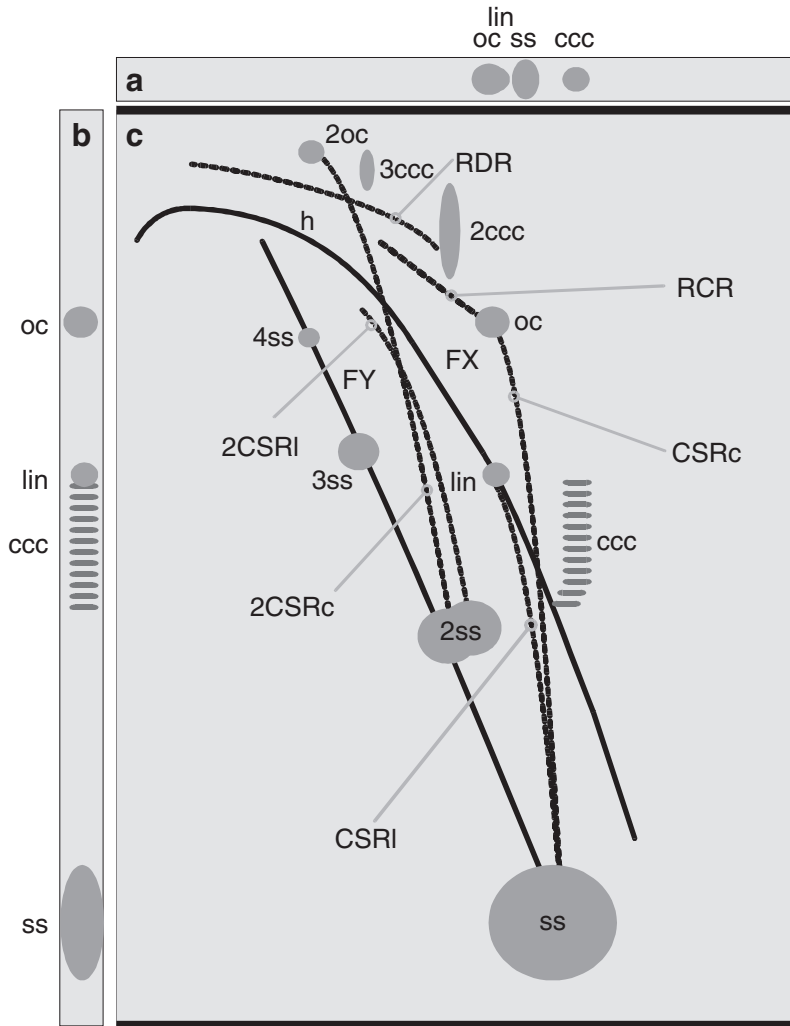 lin
oc ss ccc
a
b
c
2oc
3ccc
RDR
h
2ccc
RCR
oc
oc
4ss
FX
FY
2CSRl
CSRc
3ss
lin
lin
ccc
ccc
2CSRc
2ss
CSRl
ss
ss